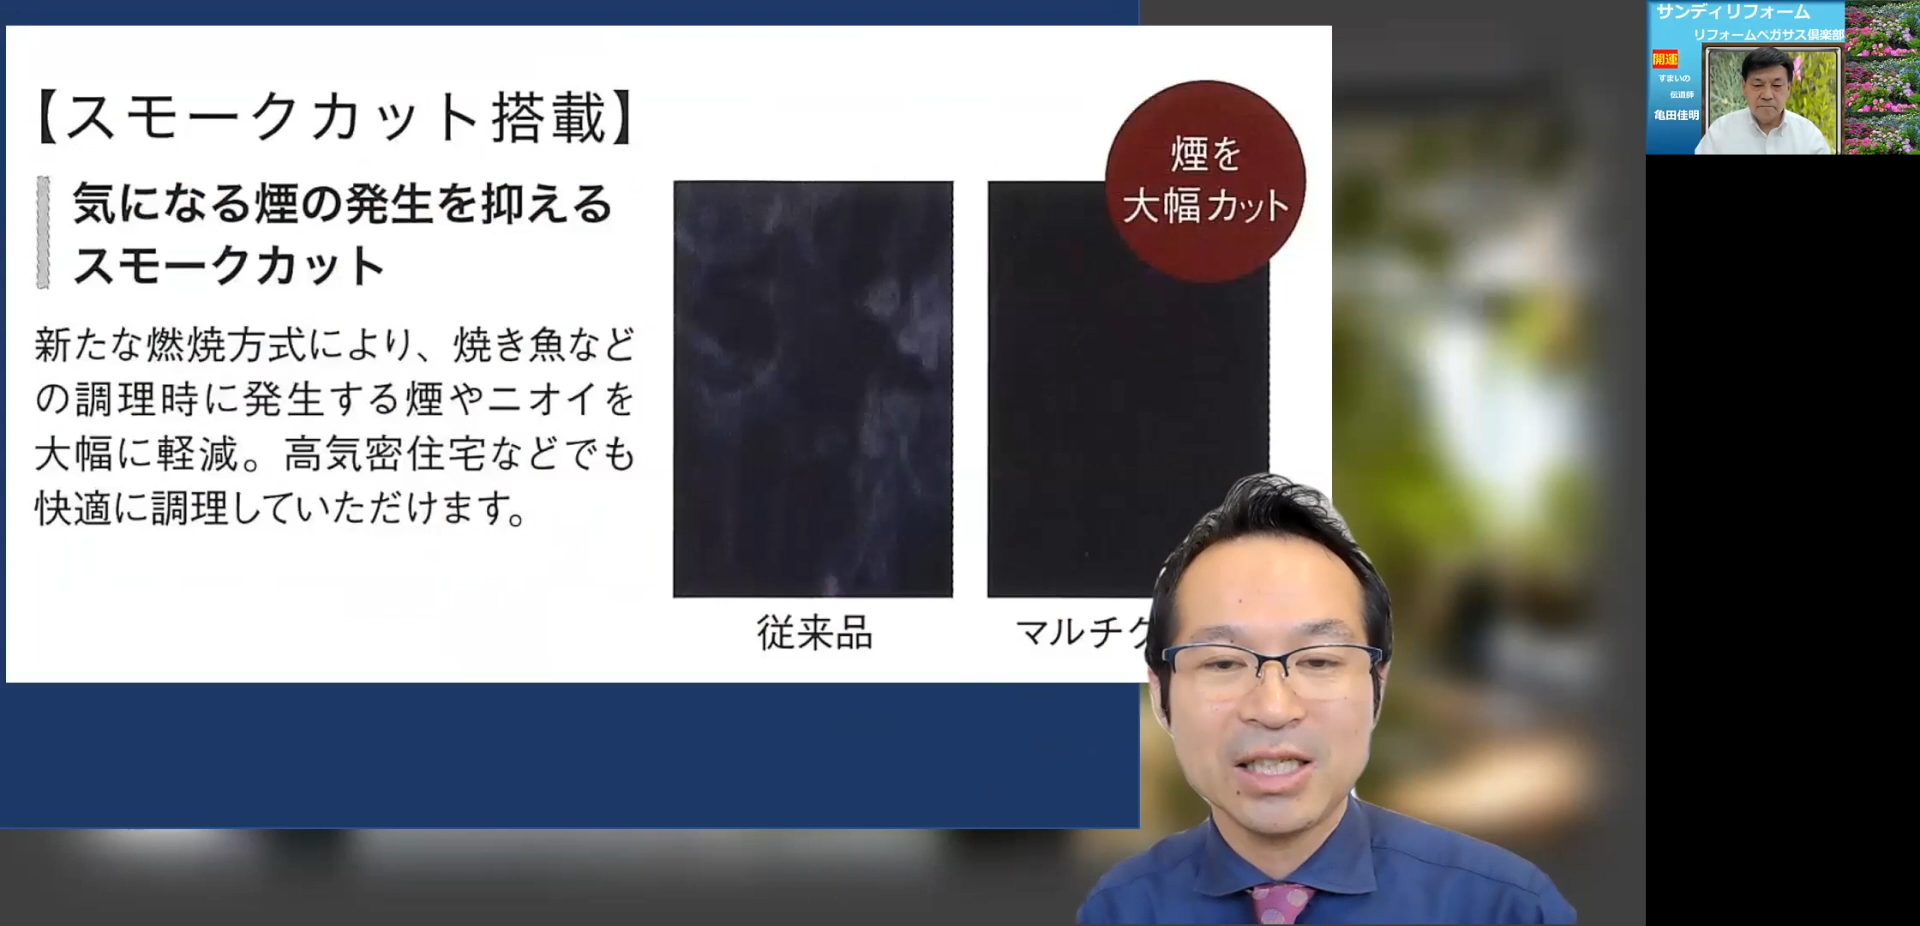 【スモークカット搭載】
気になる煙の発生を抑える
スモークカット
新たな燃焼方式により、焼き魚など
の調理時に発生する煙やニオイを
大幅に軽減。高気密住宅などでも
快適に調理していただけます。
煙を
大幅カット
従来品
マルチグ
サンディリフォーム
リフォームペガサス倶楽部
開運
すまいの
伝道師
亀田佳明